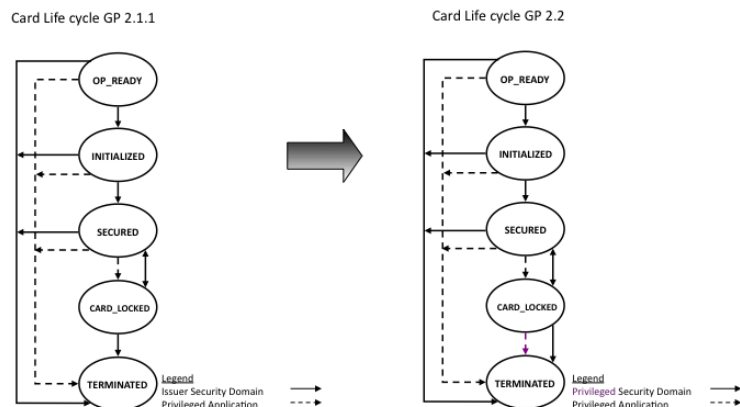 Card Life cycle GP 2.1.1
OP_READY
INITIALIZED
SECURED
CARD_LOCKED
TERMINATED
Legend
Issuer Security Domain
Privileged Application
Card Life cycle GP 2.2
OP_READY
INITIALIZED
SECURED
CARD_LOCKED
TERMINATED
Legend
Privileged Security Domain
Privileged Application